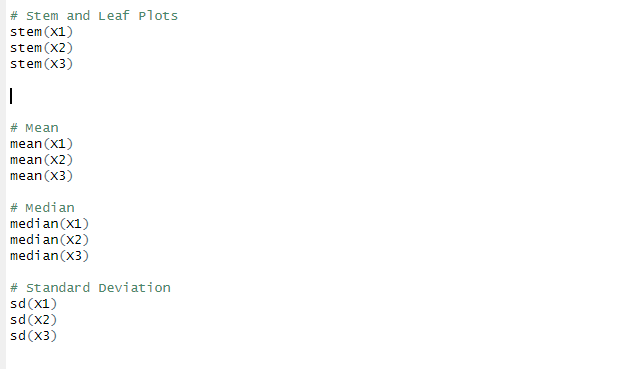 # Stem and Leaf Plots
stem(X1)
stem(X2)
stem(X3)
# Mean
mean(X1)
mean(X2)
mean(X3)
# Median
median(X1)
median(X2)
median(X3)
# Standard Deviation
sd(X1)
sd(X2)
sd(X3)